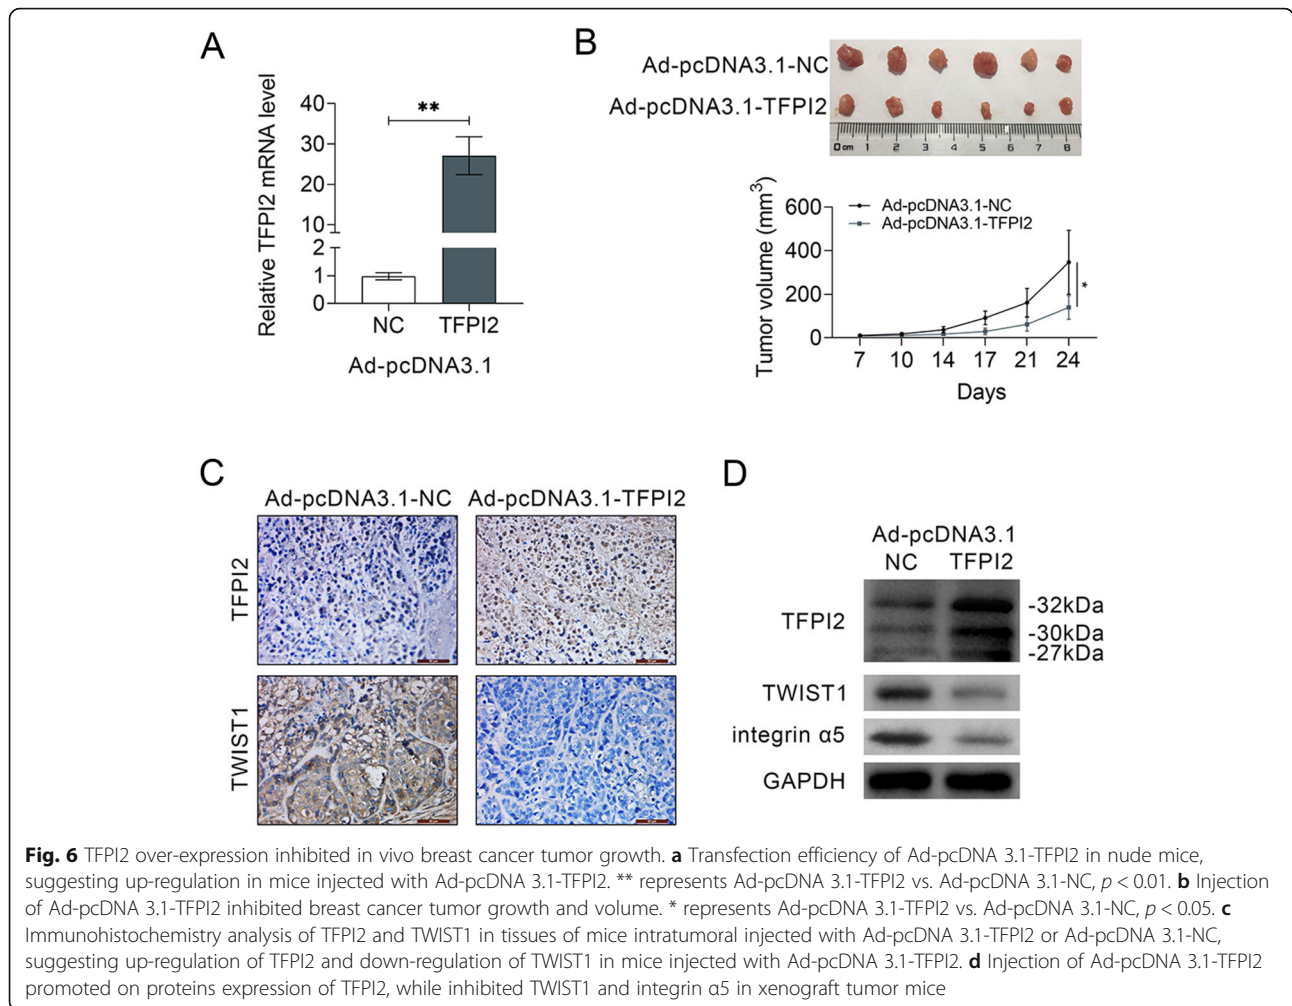 A
Relative TFPI2 mRNA level
40
30
20
10
2
1
0
**
NC TFPI2
Ad-pcDNA3.1
B
Ad-pcDNA3.1-NC
Ad-pcDNA3.1-TFPI2
0 cm 1 2 3 4 5 6 7 8
Tumor volume (mm³)
600
400
200
0
Ad-pcDNA3.1-NC
Ad-pcDNA3.1-TFPI2
*
7 10 14 17 21 24
Days
C
Ad-pcDNA3.1-NC Ad-pcDNA3.1-TFPI2
TFPI2
TWIST1
D
Ad-pcDNA3.1
NC TFPI2
TFPI2
-32kDa
-30kDa
-27kDa
TWIST1
integrin α5
GAPDH
Fig. 6 TFPI2 over-expression inhibited in vivo breast cancer tumor growth. a Transfection efficiency of Ad-pcDNA 3.1-TFPI2 in nude mice,
suggesting up-regulation in mice injected with Ad-pcDNA 3.1-TFPI2. ** represents Ad-pcDNA 3.1-TFPI2 vs. Ad-pcDNA 3.1-NC, p < 0.01. b Injection
of Ad-pcDNA 3.1-TFPI2 inhibited breast cancer tumor growth and volume. * represents Ad-pcDNA 3.1-TFPI2 vs. Ad-pcDNA 3.1-NC, p < 0.05. c
Immunohistochemistry analysis of TFPI2 and TWIST1 in tissues of mice intratumoral injected with Ad-pcDNA 3.1-TFPI2 or Ad-pcDNA 3.1-NC,
suggesting up-regulation of TFPI2 and down-regulation of TWIST1 in mice injected with Ad-pcDNA 3.1-TFPI2. d Injection of Ad-pcDNA 3.1-TFPI2
promoted on proteins expression of TFPI2, while inhibited TWIST1 and integrin α5 in xenograft tumor mice